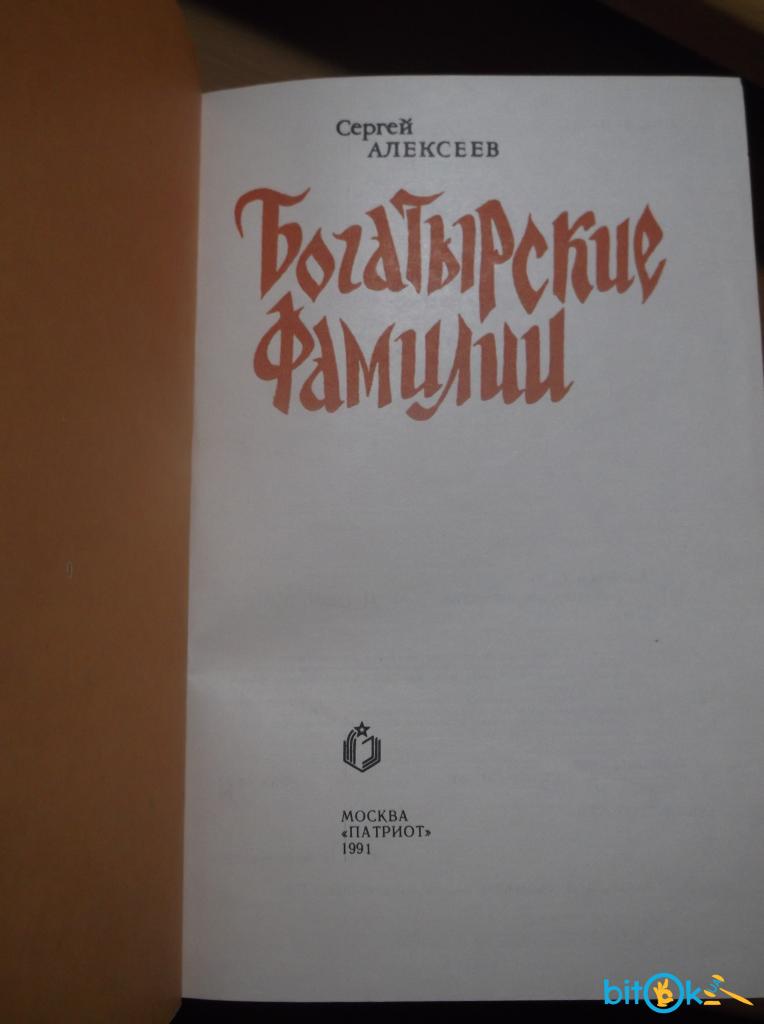 Сергей
АЛЕКСЕЕВ
Богатырские
Фамилии
МОСКВА
«ПАТРИОТ»
1991
bitOk